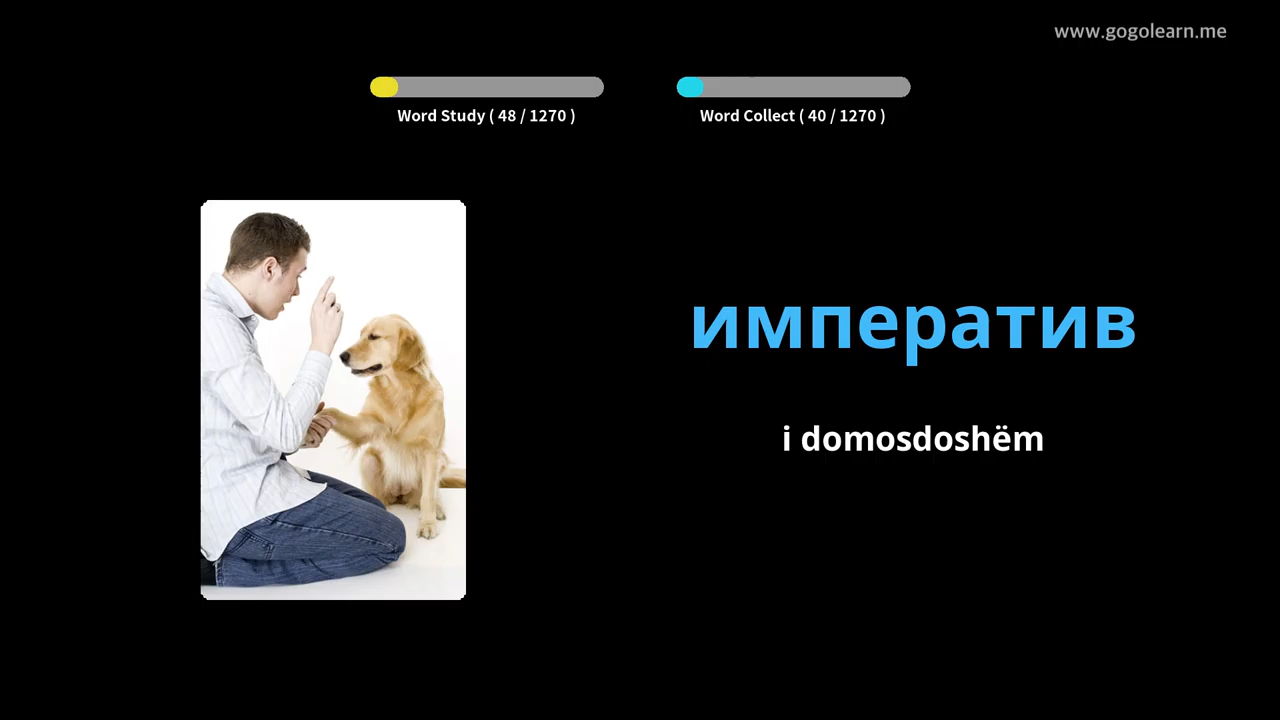 www.gogolearn.me
Word Study ( 48 / 1270 )
Word Collect ( 40 / 1270 )
императив
i domosdoshëm